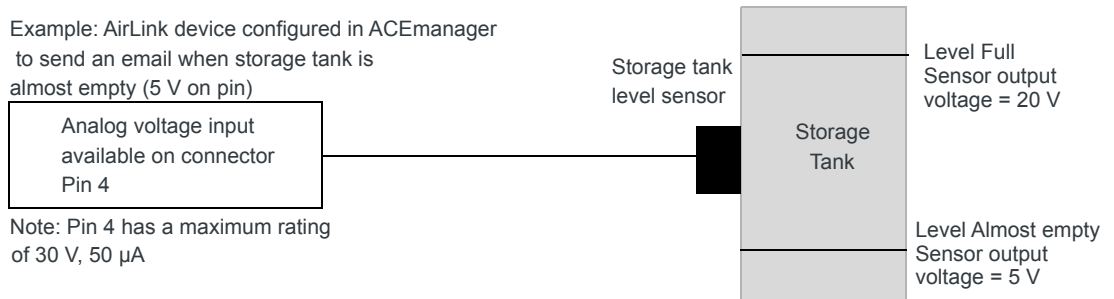 Example: AirLink device configured in ACEmanager
to send an email when storage tank is
almost empty (5 V on pin)
Analog voltage input
available on connector
Pin 4
Note: Pin 4 has a maximum rating
of 30 V, 50 µA
Storage tank
level sensor
Storage
Tank
Level Full
Sensor output
voltage = 20 V
Level Almost empty
Sensor output
voltage = 5 V